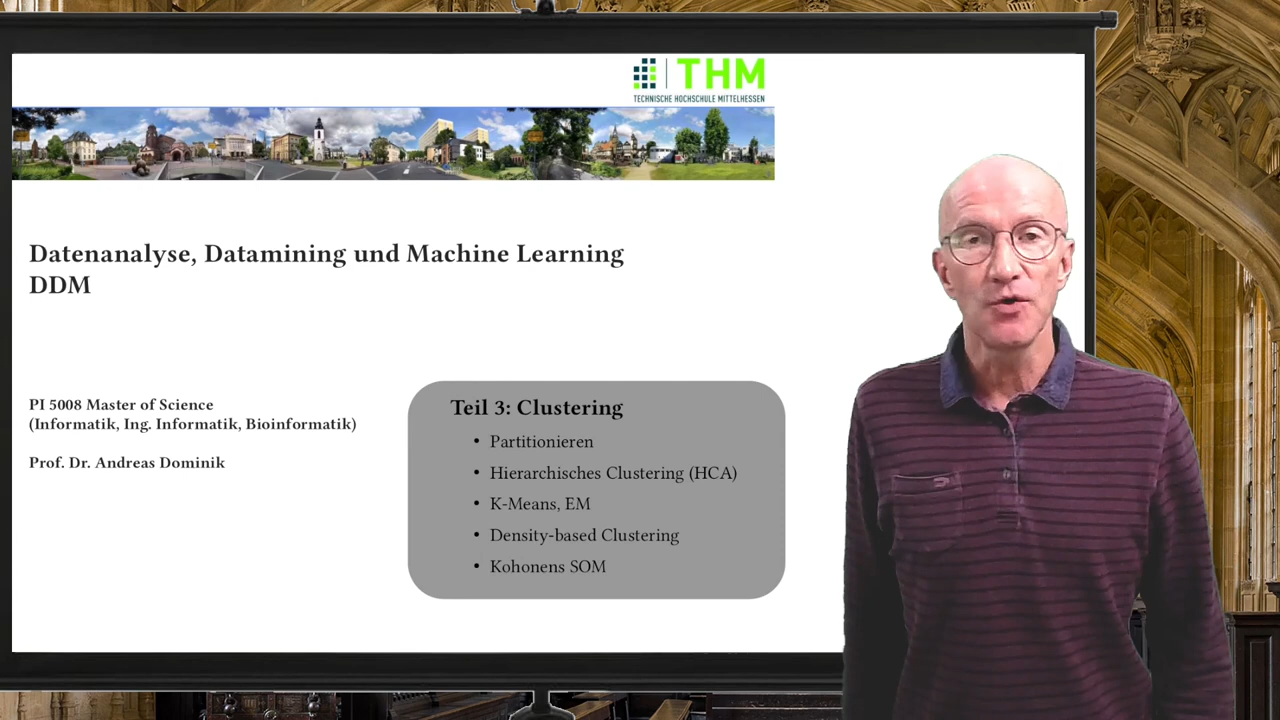 THM
TECHNISCHE HOCHSCHULE MITTELHESSEN
Datenanalyse, Datamining und Machine Learning
DDM
PI 5008 Master of Science
(Informatik, Ing. Informatik, Bioinformatik)
Prof. Dr. Andreas Dominik
Teil 3: Clustering
• Partitionieren
• Hierarchisches Clustering (HCA)
• K-Means, EM
• Density-based Clustering
• Kohonens SOM